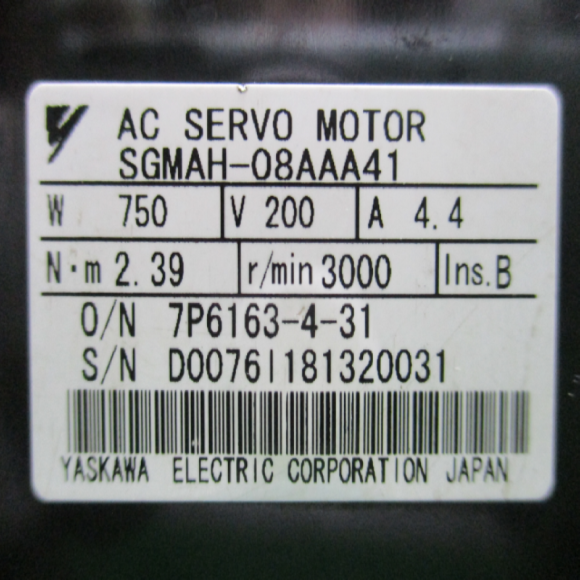 AC SERVO MOTOR
SGMAH-08AAA41
W 750 V 200 A 4.4
N·m 2.39 r/min 3000 Ins.B
O/N 7P6163-4-31
S/N D0076I181320031
YASKAWA ELECTRIC CORPORATION JAPAN